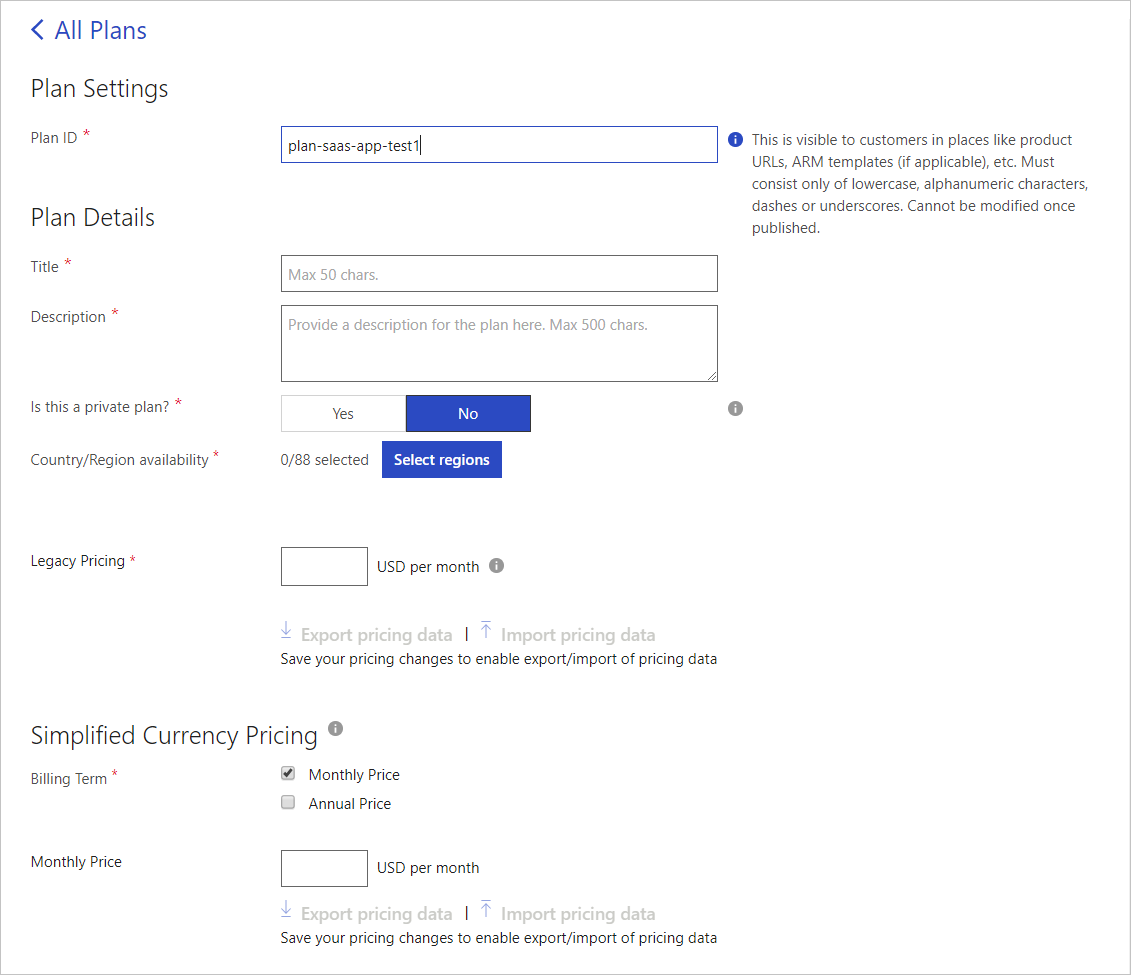 All Plans
Plan Settings
Plan ID *
plan-saas-app-test1
This is visible to customers in places like product
URLs, ARM templates (if applicable), etc. Must
consist only of lowercase, alphanumeric characters,
dashes or underscores. Cannot be modified once
published.
Plan Details
Title *
Max 50 chars.
Description *
Provide a description for the plan here. Max 500 chars.
Is this a private plan? *
Yes No
Country/Region availability *
0/88 selected Select regions
Legacy Pricing *
USD per month
Export pricing data | Import pricing data
Save your pricing changes to enable export/import of pricing data
Simplified Currency Pricing
Billing Term *
Monthly Price
Annual Price
Monthly Price
USD per month
Export pricing data | Import pricing data
Save your pricing changes to enable export/import of pricing data